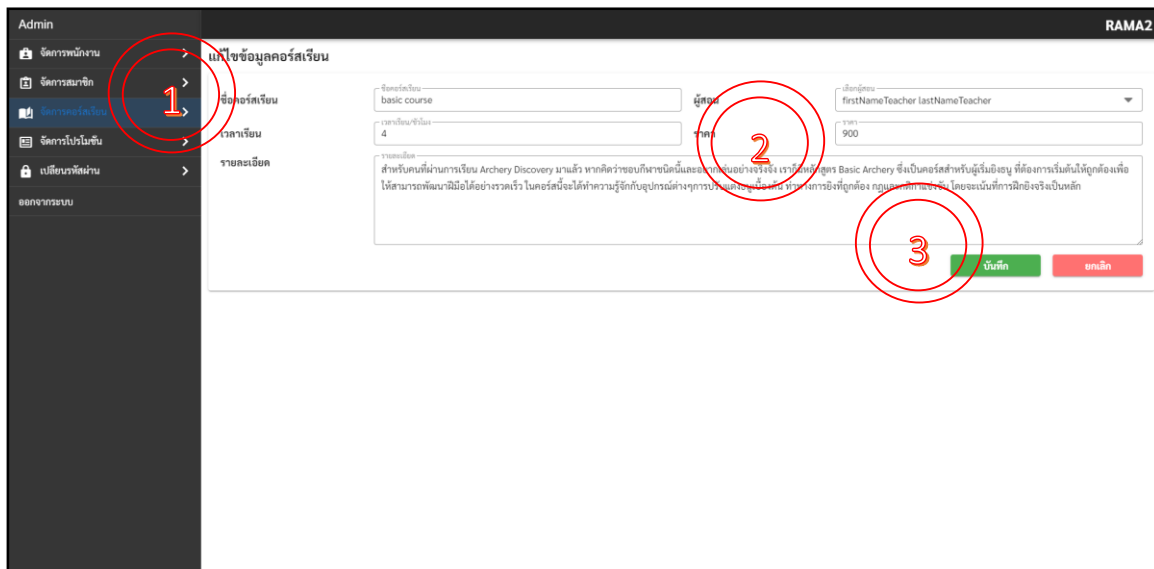 Admin
RAMA2
จัดการพนักงาน
จัดการสมาชิก
จัดการคอร์สเรียน
จัดการโปรโมชั่น
เปลี่ยนรหัสผ่าน
ออกจากระบบ
1
แก้ไขข้อมูลคอร์สเรียน
ชื่อคอร์สเรียน
ชื่อคอร์สเรียน
basic course
ผู้สอน
เลือกผู้สอน
firstNameTeacher lastNameTeacher
เวลาเรียน
เวลาเรียน/ชั่วโมง
4
ราคา
ราคา
900
2
รายละเอียด
รายละเอียด
สำหรับคนที่ผ่านการเรียน Archery Discovery มาแล้ว หากคิดว่าชอบกีฬาชนิดนี้และอยากเล่นอย่างจริงจัง เราก็มีหลักสูตร Basic Archery ซึ่งเป็นคอร์สสำหรับผู้เริ่มยิงธนู ที่ต้องการเริ่มต้นให้ถูกต้องเพื่อ
ให้สามารถพัฒนาฝีมือได้อย่างรวดเร็ว ในคอร์สนี้จะได้ทำความรู้จักกับอุปกรณ์ต่างๆการปรับแต่งธนูเบื้องต้น ท่าทางการยิงที่ถูกต้อง กฎและกติกาแข่งขัน โดยจะเน้นที่การฝึกยิงจริงเป็นหลัก
3
บันทึก
ยกเลิก